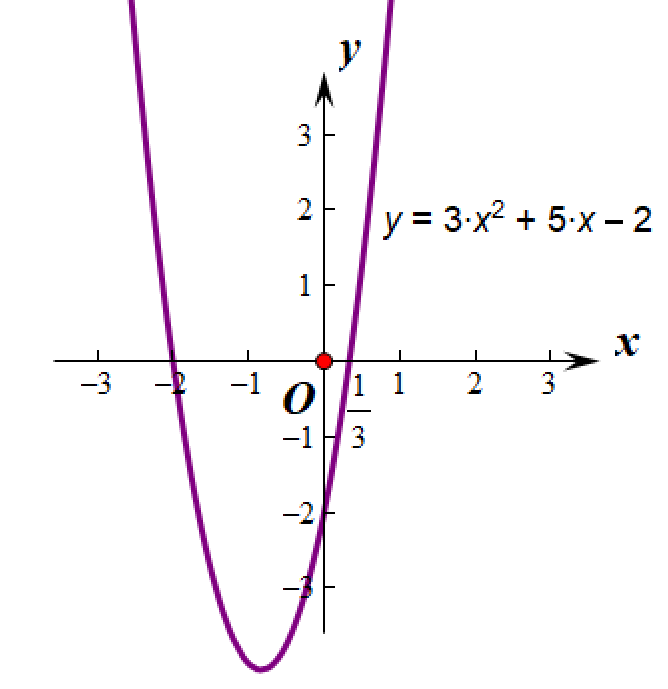 y
3
2
y = 3·x² + 5·x – 2
1
x
–3 –2 –1 O 1/3 1 2 3
–1
–2
–3